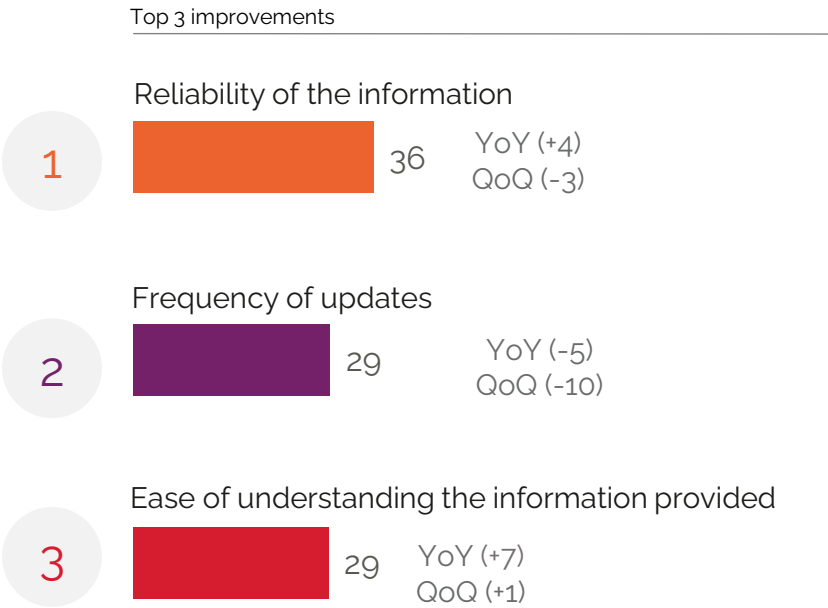 Top 3 improvements
Reliability of the information
1
36
YoY (+4)
QoQ (-3)
Frequency of updates
2
29
YoY (-5)
QoQ (-10)
Ease of understanding the information provided
3
29
YoY (+7)
QoQ (+1)